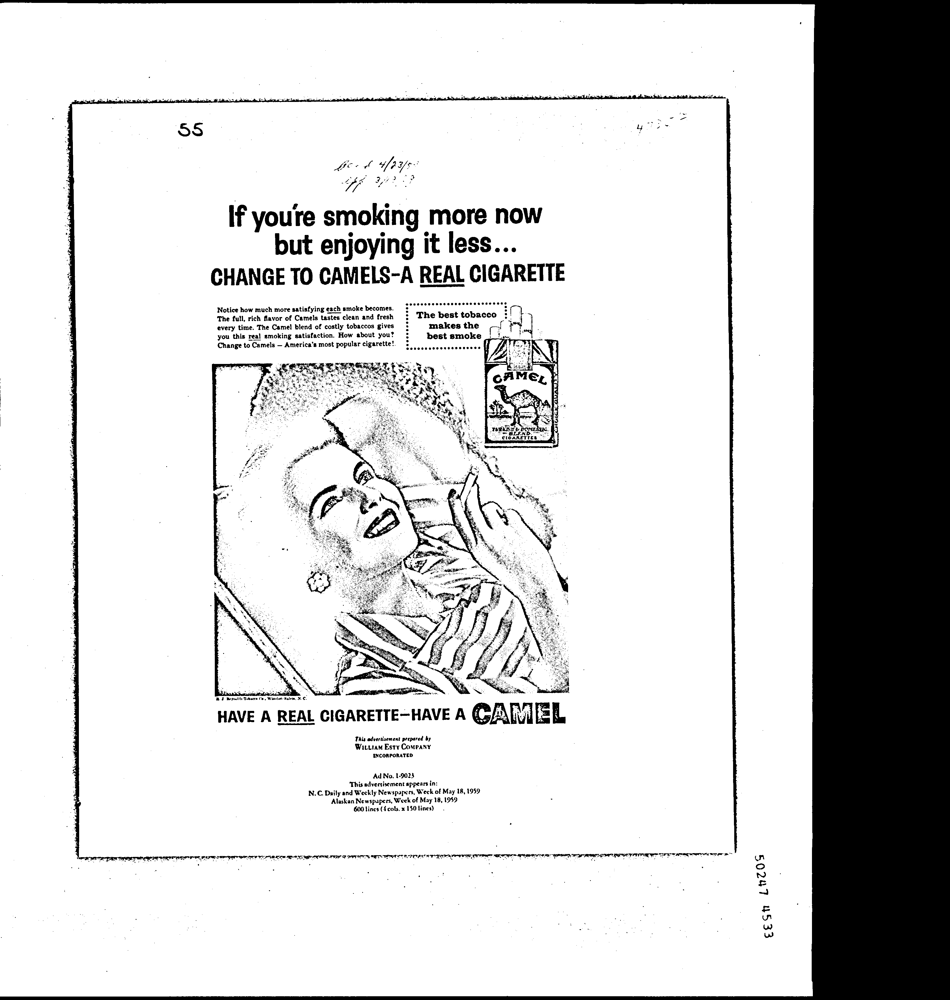 55
4/23/
If you're smoking more now
but enjoying it less...
CHANGE TO CAMELS-A REAL CIGARETTE
Notice how much more satisfying each smoke becomes.
The full, rich flavor of Camels tastes clean and fresh
every time. The Camel blend of costly tobaccos gives
you this real smoking satisfaction. How about you?
Change to Camels — America's most popular cigarette!
The best tobacco
makes the
best smoke
CAMEL
TURKISH & DOMESTIC
BLEND
CIGARETTES
R. J. Reynolds Tobacco Co., Winston-Salem, N. C.
HAVE A REAL CIGARETTE—HAVE A CAMEL
This advertisement prepared by
WILLIAM ESTY COMPANY
INCORPORATED
Ad No. 1-9023
This advertisement appears in:
N. C. Daily and Weekly Newspapers, Week of May 18, 1959
Alaskan Newspapers, Week of May 18, 1959
600 lines (4 cols. x 150 lines)
50247 4533